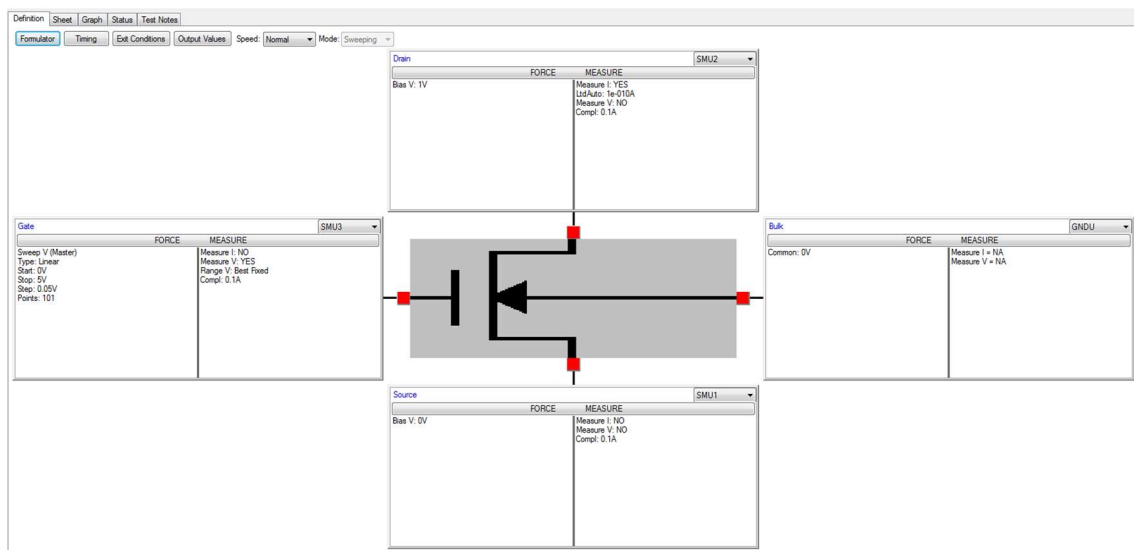 Definition Sheet Graph Status Test Notes
Formulator Timing Exit Conditions Output Values Speed: Normal Mode: Sweeping
Drain SMU2
FORCE MEASURE
Bias V: 1V
Measure I: YES
LtdAuto: 1e-010A
Measure V: NO
Compl: 0.1A
Gate SMU3
FORCE MEASURE
Sweep V (Master)
Type: Linear
Start: 0V
Stop: 5V
Step: 0.05V
Points: 101
Measure I: NO
Measure V: YES
Range V: Best Fixed
Compl: 0.1A
Bulk GNDU
FORCE MEASURE
Common: 0V
Measure I = NA
Measure V = NA
Source SMU1
FORCE MEASURE
Bias V: 0V
Measure I: NO
Measure V: NO
Compl: 0.1A